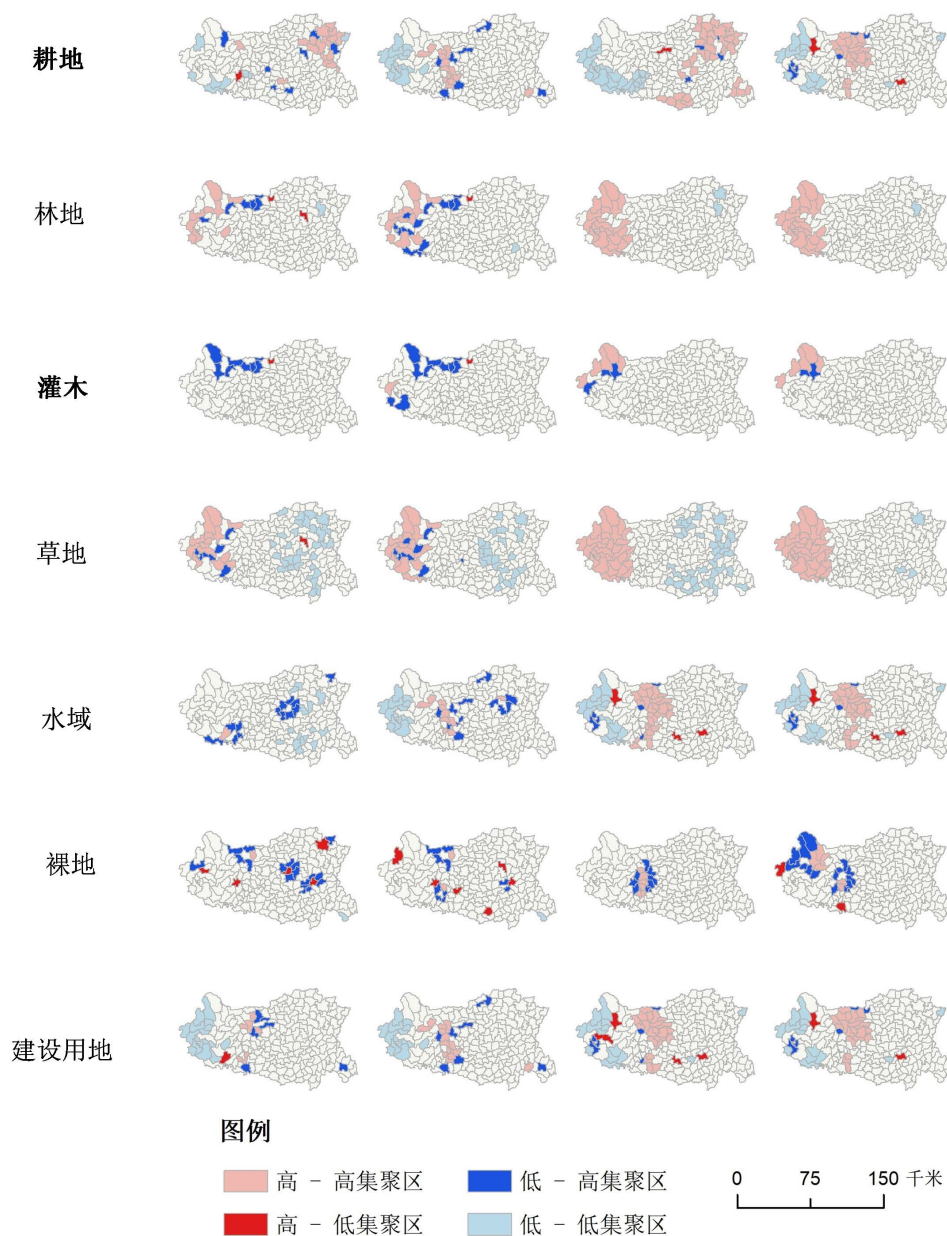 耕地
林地
灌木
草地
水域
裸地
建设用地
图例
高 - 高集聚区 低 - 高集聚区 0 75 150 千米
高 - 低集聚区 低 - 低集聚区